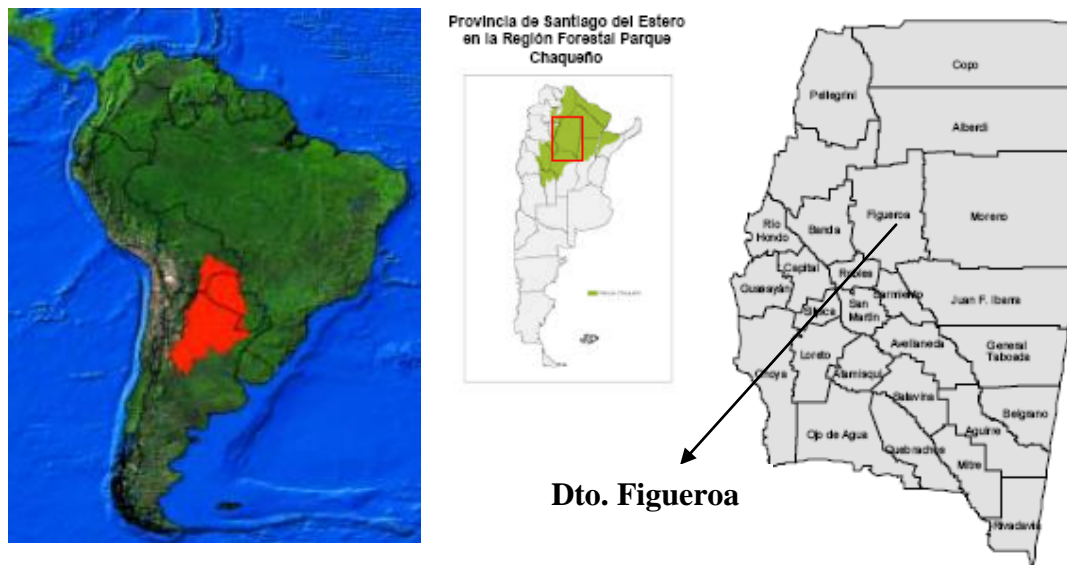 Provincia de Santiago del Estero
en la Región Forestal Parque
Chaqueño
Parque Chaqueño
Copo
Pellegrini
Alberdi
Figueroa
Moreno
Río
Hondo
Banda
Capital
Robles
Guasayán
Sarmiento
Juan F. Ibarra
Silipica
San
Martín
Avellaneda
General
Taboada
Loreto
Choya
Atamisqui
Salavina
Belgrano
Ojo de Agua
Aguirre
Quebrachos
Mitre
Rivadavia
Dto. Figueroa